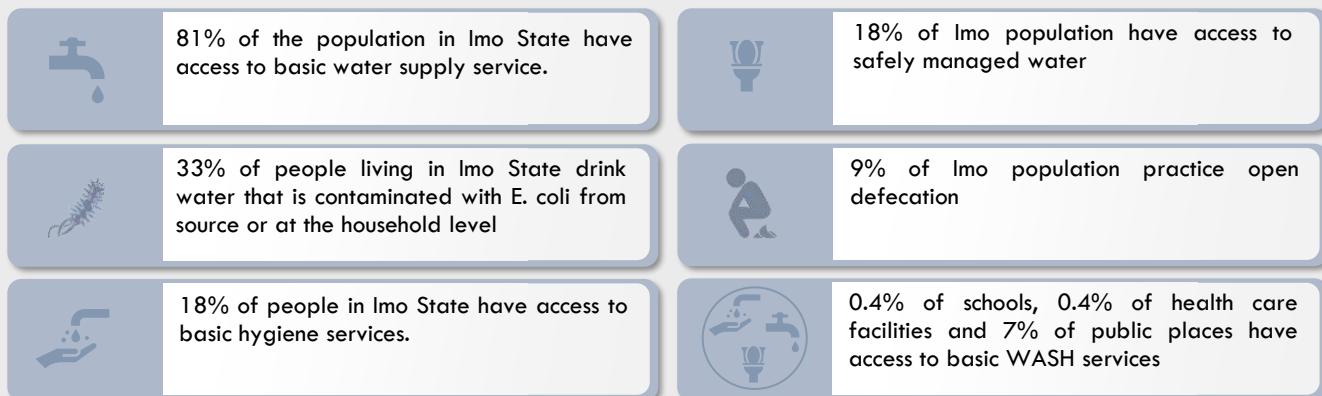 81% of the population in Imo State have
access to basic water supply service.
18% of Imo population have access to
safely managed water
33% of people living in Imo State drink
water that is contaminated with E. coli from
source or at the household level
9% of Imo population practice open
defecation
18% of people in Imo State have access to
basic hygiene services.
0.4% of schools, 0.4% of health care
facilities and 7% of public places have
access to basic WASH services